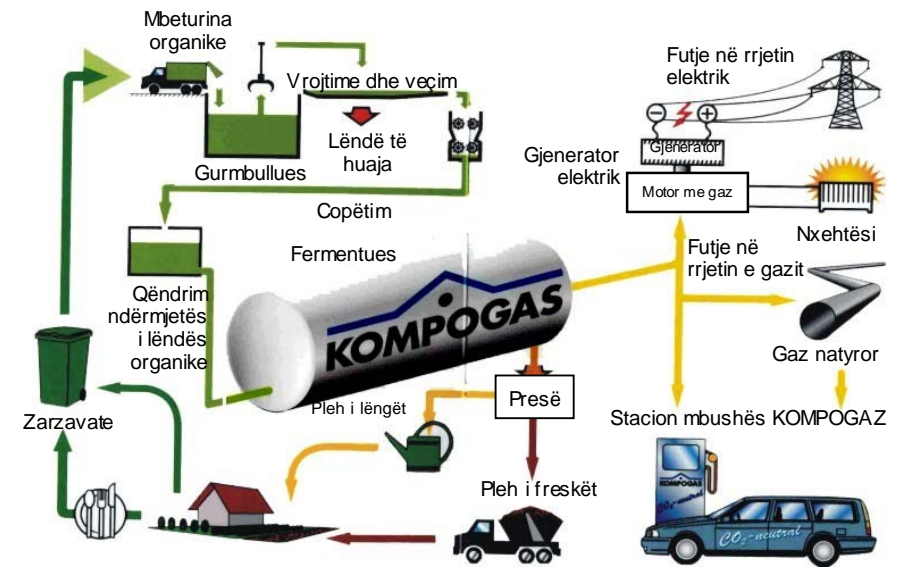 Mbeturina
organike
Vrojtime dhe veçim
Lëndë të
huaja
Gurmbullues
Copëtim
Futje në rrjetin
elektrik
Gjenerator
Gjenerator
elektrik
Motor me gaz
Nxehtësi
Futje në
rrjetin e gazit
Fermentues
KOMPOGAS
Qëndrim
ndërmjetës
i lëndës
organike
Gaz natyror
Presë
Pleh i lëngët
Zarzavate
Stacion mbushës KOMPOGAZ
Pleh i freskët
KOMPOGAS
CO₂-neutral
CO₂-neutral